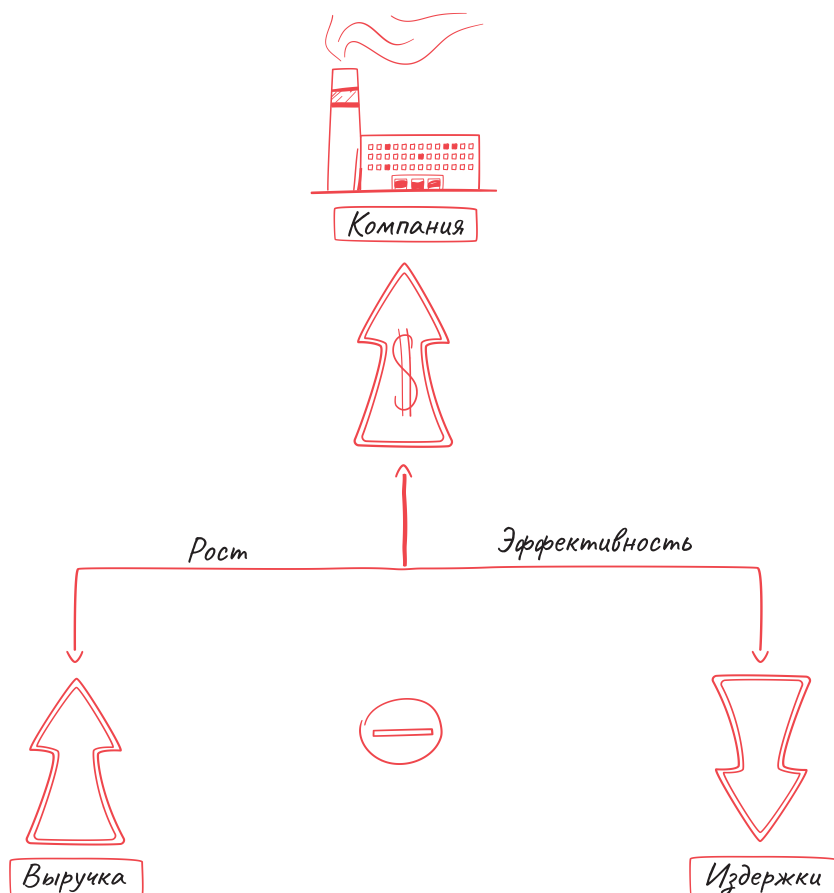 Компания
$
Рост
Эффективность
Выручка
Издержки